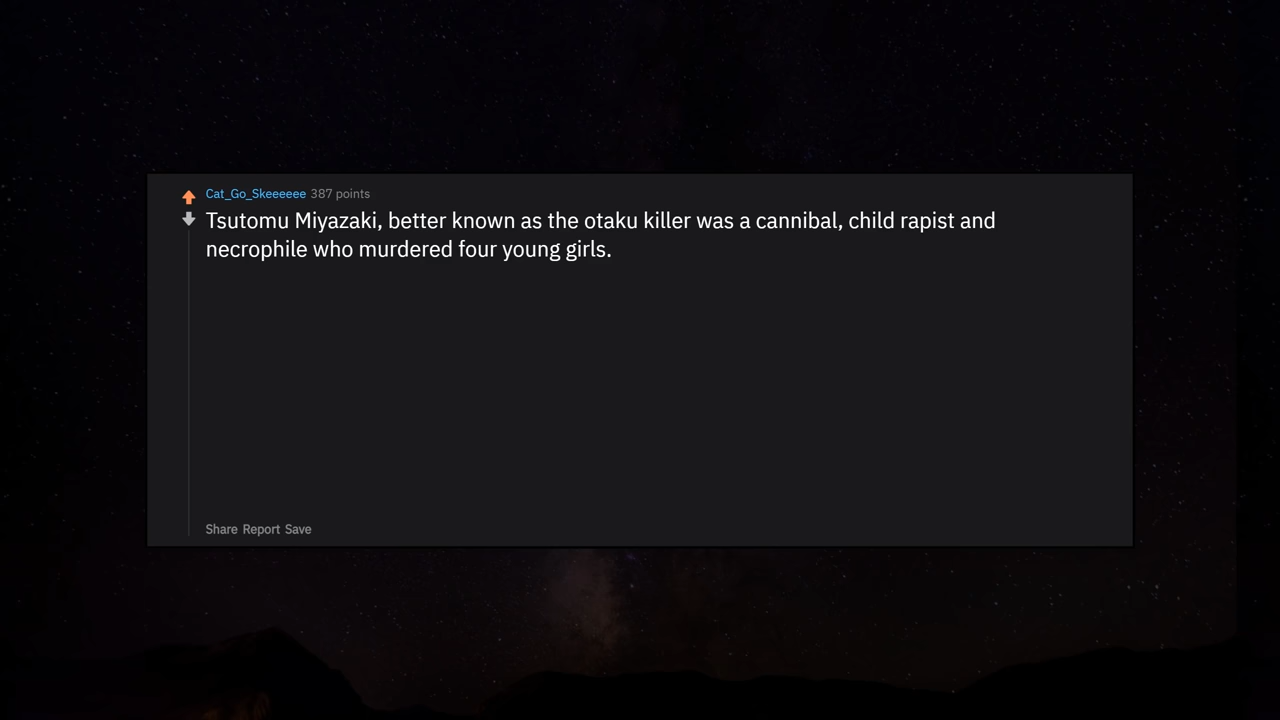 Cat_Go_Skeeeeee 387 points
Tsutomu Miyazaki, better known as the otaku killer was a cannibal, child rapist and
necrophile who murdered four young girls.
Share Report Save